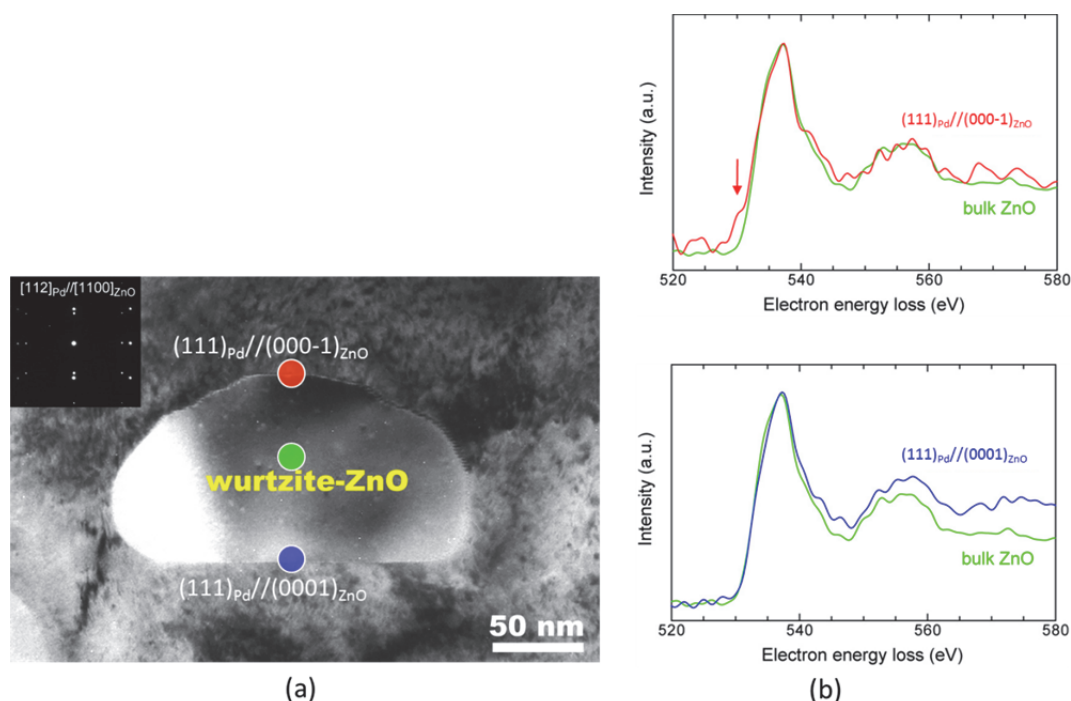 [112]Pd//[1100]ZnO
(111)Pd//(000-1)ZnO
wurtzite-ZnO
(111)Pd//(0001)ZnO
50 nm
(a)
Intensity (a.u.)
(111)Pd//(000-1)ZnO
bulk ZnO
520 540 560 580
Electron energy loss (eV)
Intensity (a.u.)
(111)Pd//(0001)ZnO
bulk ZnO
520 540 560 580
Electron energy loss (eV)
(b)